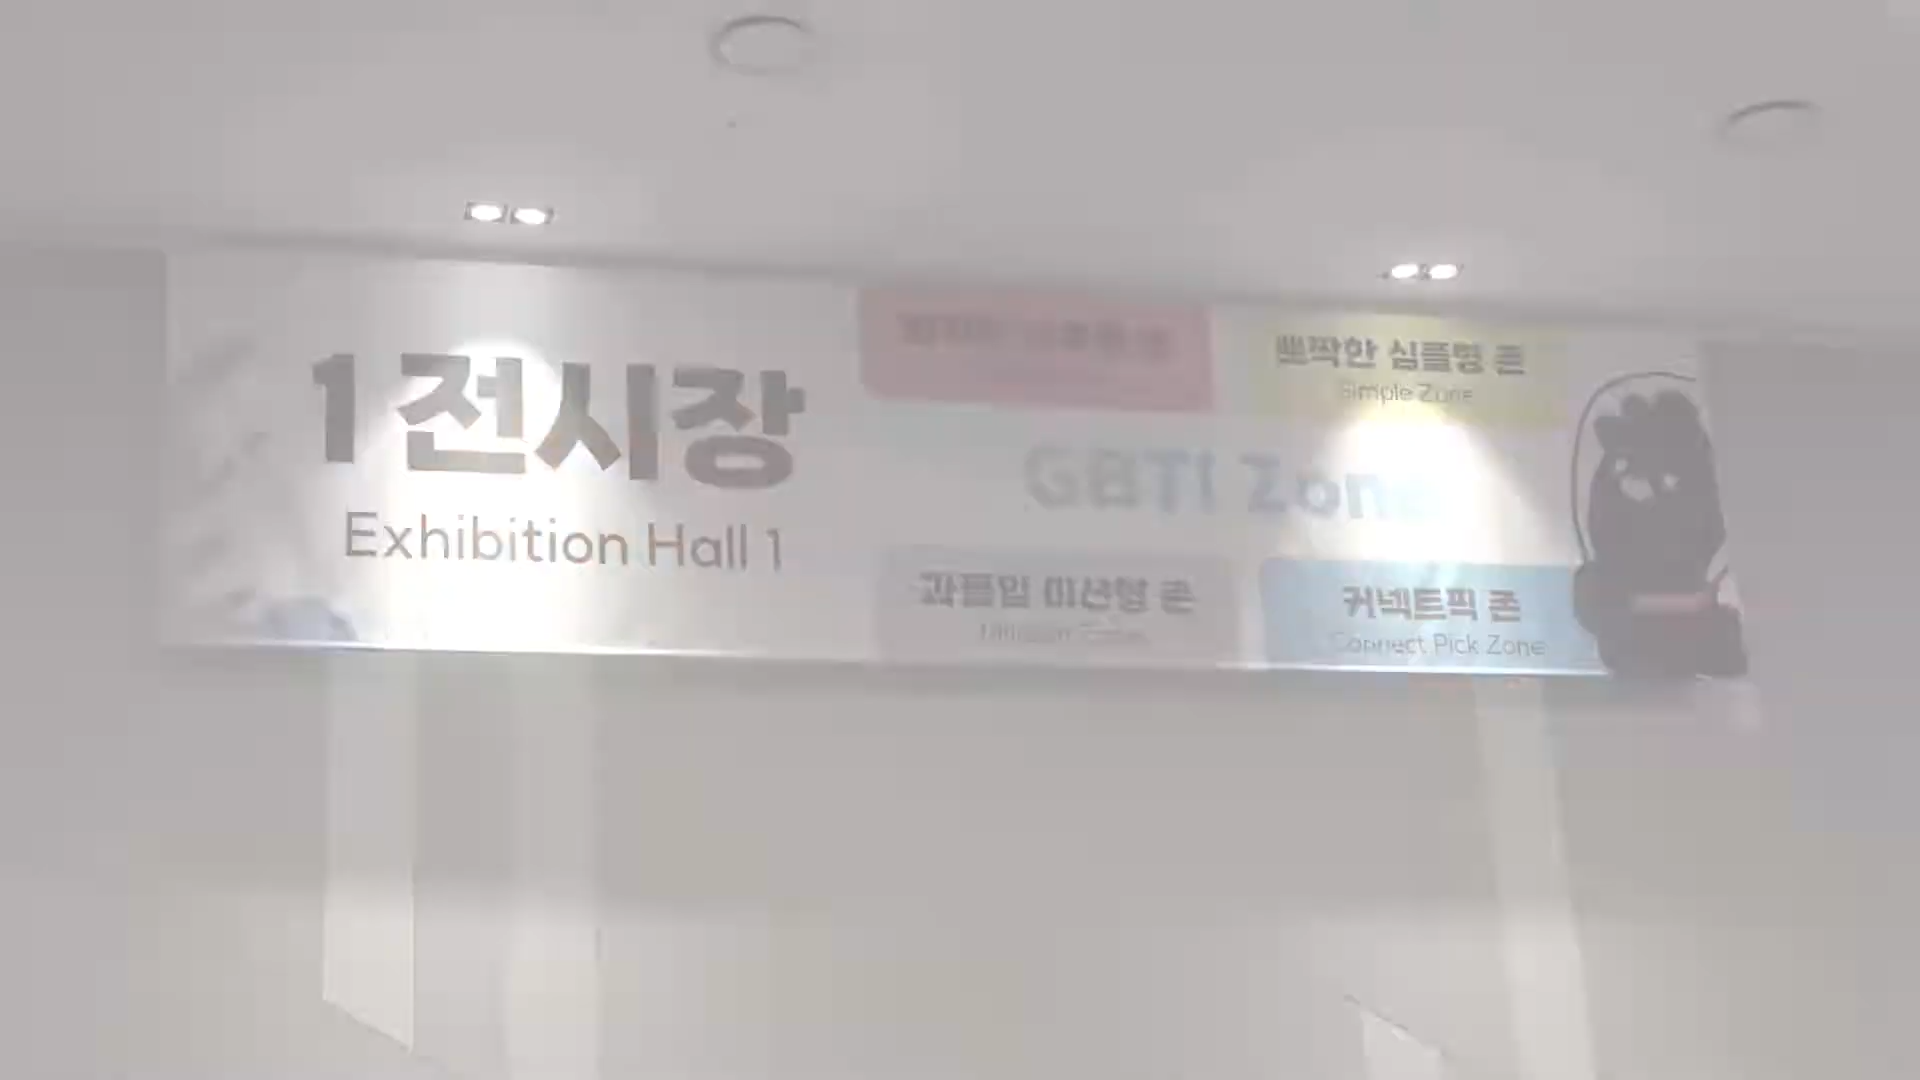 1 전시장
Exhibition Hall 1
빠짝한 심플형 존
Simple Zone
GBTI Zone
과몰입 미션형 존
커넥트픽 존
Connect Pick Zone